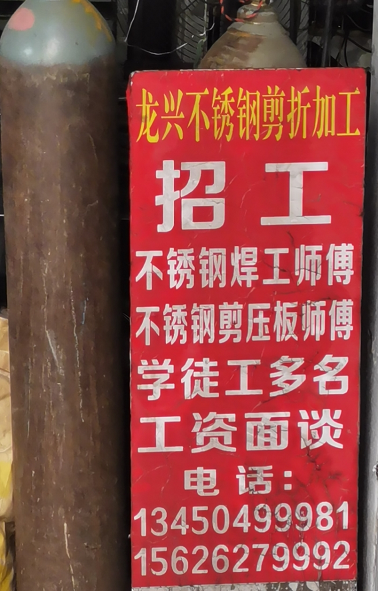 龙兴不锈钢剪折加工
招工
不锈钢焊工师傅
不锈钢剪压板师傅
学徒工多名
工资面谈
电话：
13450499981
15626279992